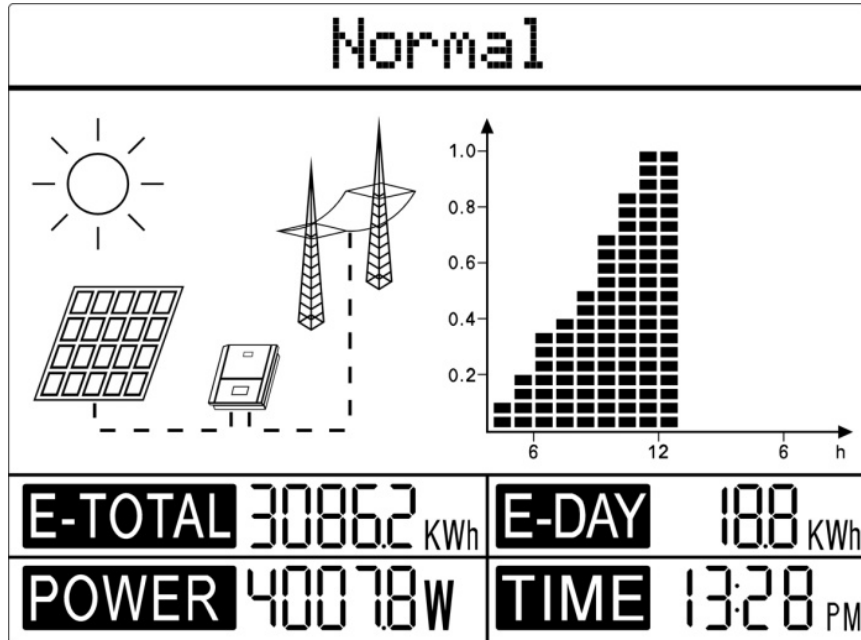 Normal
1.0
0.8
0.6
0.4
0.2
6 12 6 h
E-TOTAL 3086.2 KWh
E-DAY 18.8 KWh
POWER 4007.8 W
TIME 13:28 PM